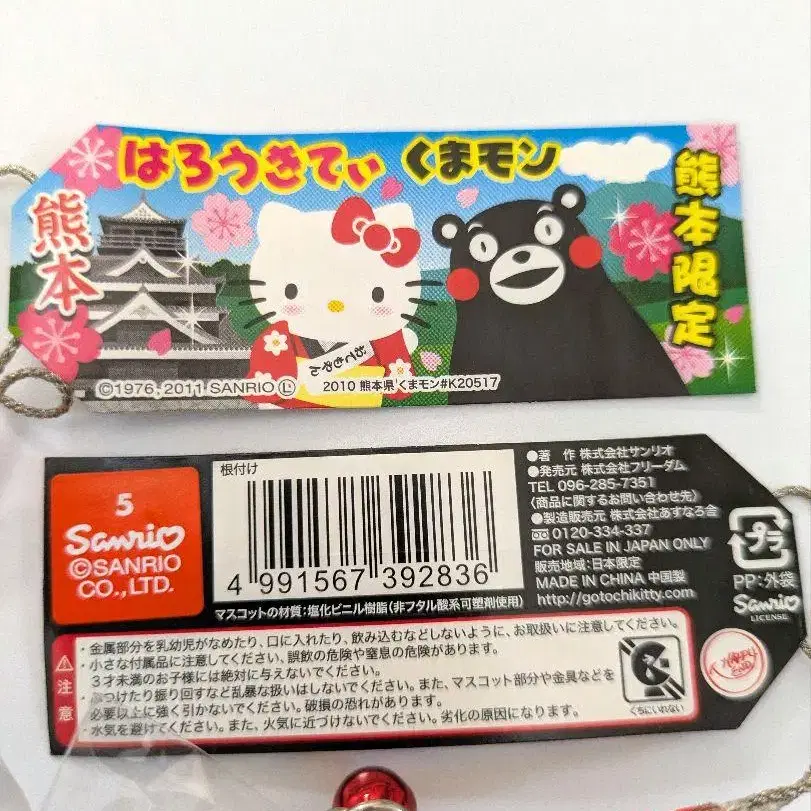 はろうきてぃ くまモン
熊本
熊本限定
おてもやん
©1976, 2011 SANRIO Ⓛ
2010 熊本県 くまモン#K20517
5
Sanrio
©SANRIO
CO.,LTD.
根付け
4 991567 392836
マスコットの材質:塩化ビニル樹脂(非フタル酸系可塑剤使用)
●著 作 株式会社サンリオ
●発売元 株式会社フリーダム
TEL 096-285-7351
〈商品に関するお問い合わせ先〉
●製造販売元 株式会社あすなろ会
0120-334-337
FOR SALE IN JAPAN ONLY
販売地域:日本限定
MADE IN CHINA 中国製
http://gotochikitty.com
プラ
PP:外袋
Sanrio
LICENSE
注意
・金属部分を乳幼児がなめたり、口に入れたり、飲み込むなどしないように、お取扱いに注意してください。
・小さな付属品に注意してください。誤飲の危険や窒息の危険があります。
3才未満のお子様には絶対に与えないでください。
・ぶつけたり振り回すなど乱暴な扱いはしないでください。また、マスコット部分や金具などを
必要以上に強く引かないでください。破損の恐れがあります。
・水気を避けてください。また、火気に近づけないでください。劣化の原因になります。
くちにいれない